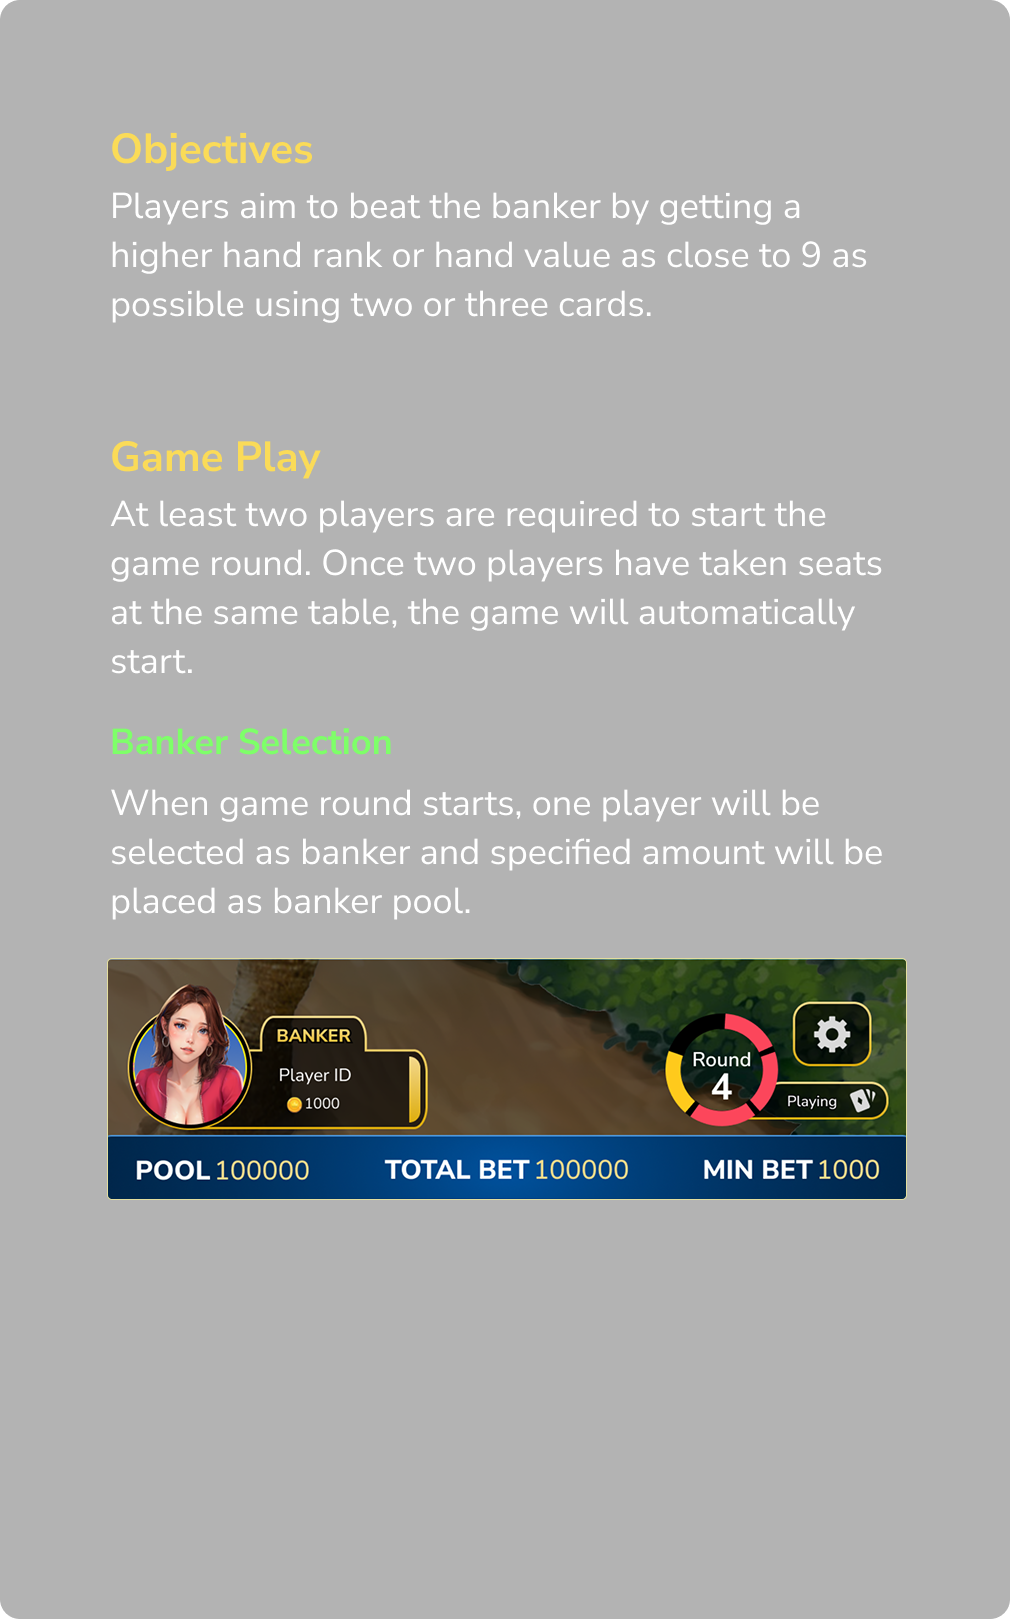 Objectives
Players aim to beat the banker by getting a
higher hand rank or hand value as close to 9 as
possible using two or three cards.
Game Play
At least two players are required to start the
game round. Once two players have taken seats
at the same table, the game will automatically
start.
Banker Selection
When game round starts, one player will be
selected as banker and specified amount will be
placed as banker pool.
BANKER
Player ID
1000
Round
4
Playing
POOL 100000 TOTAL BET 100000 MIN BET 1000